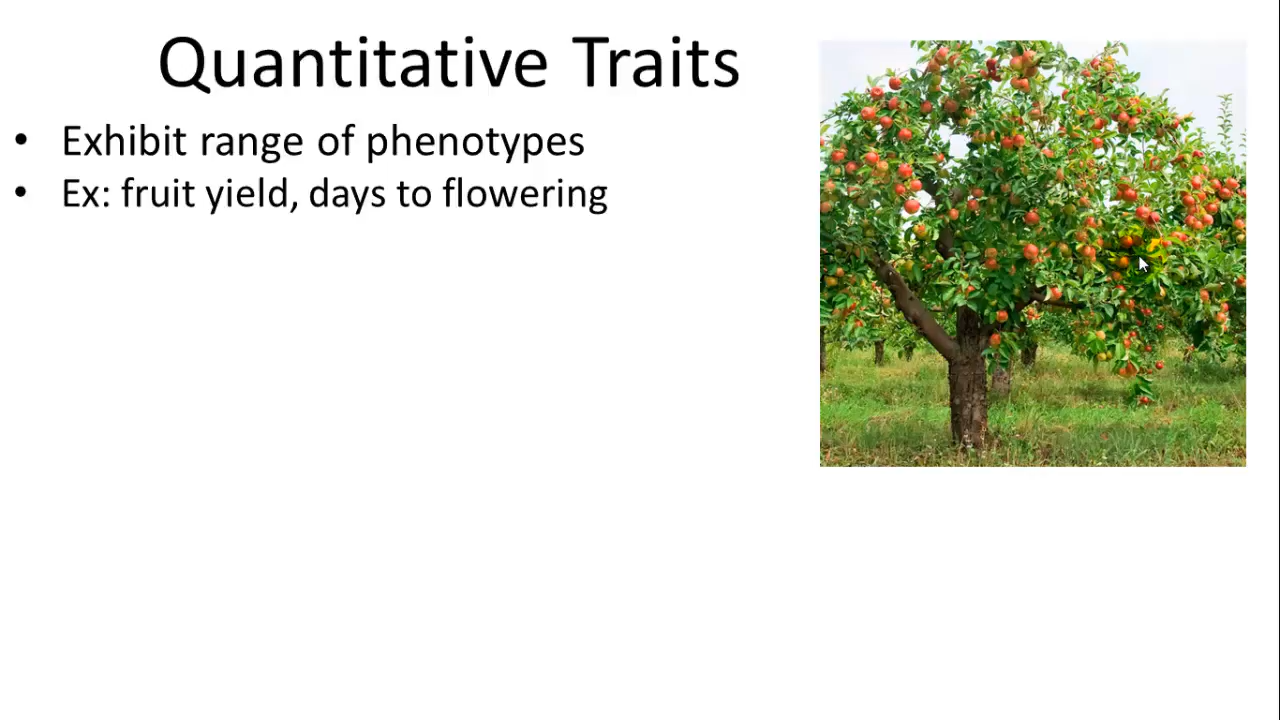 Quantitative Traits
• Exhibit range of phenotypes
• Ex: fruit yield, days to flowering